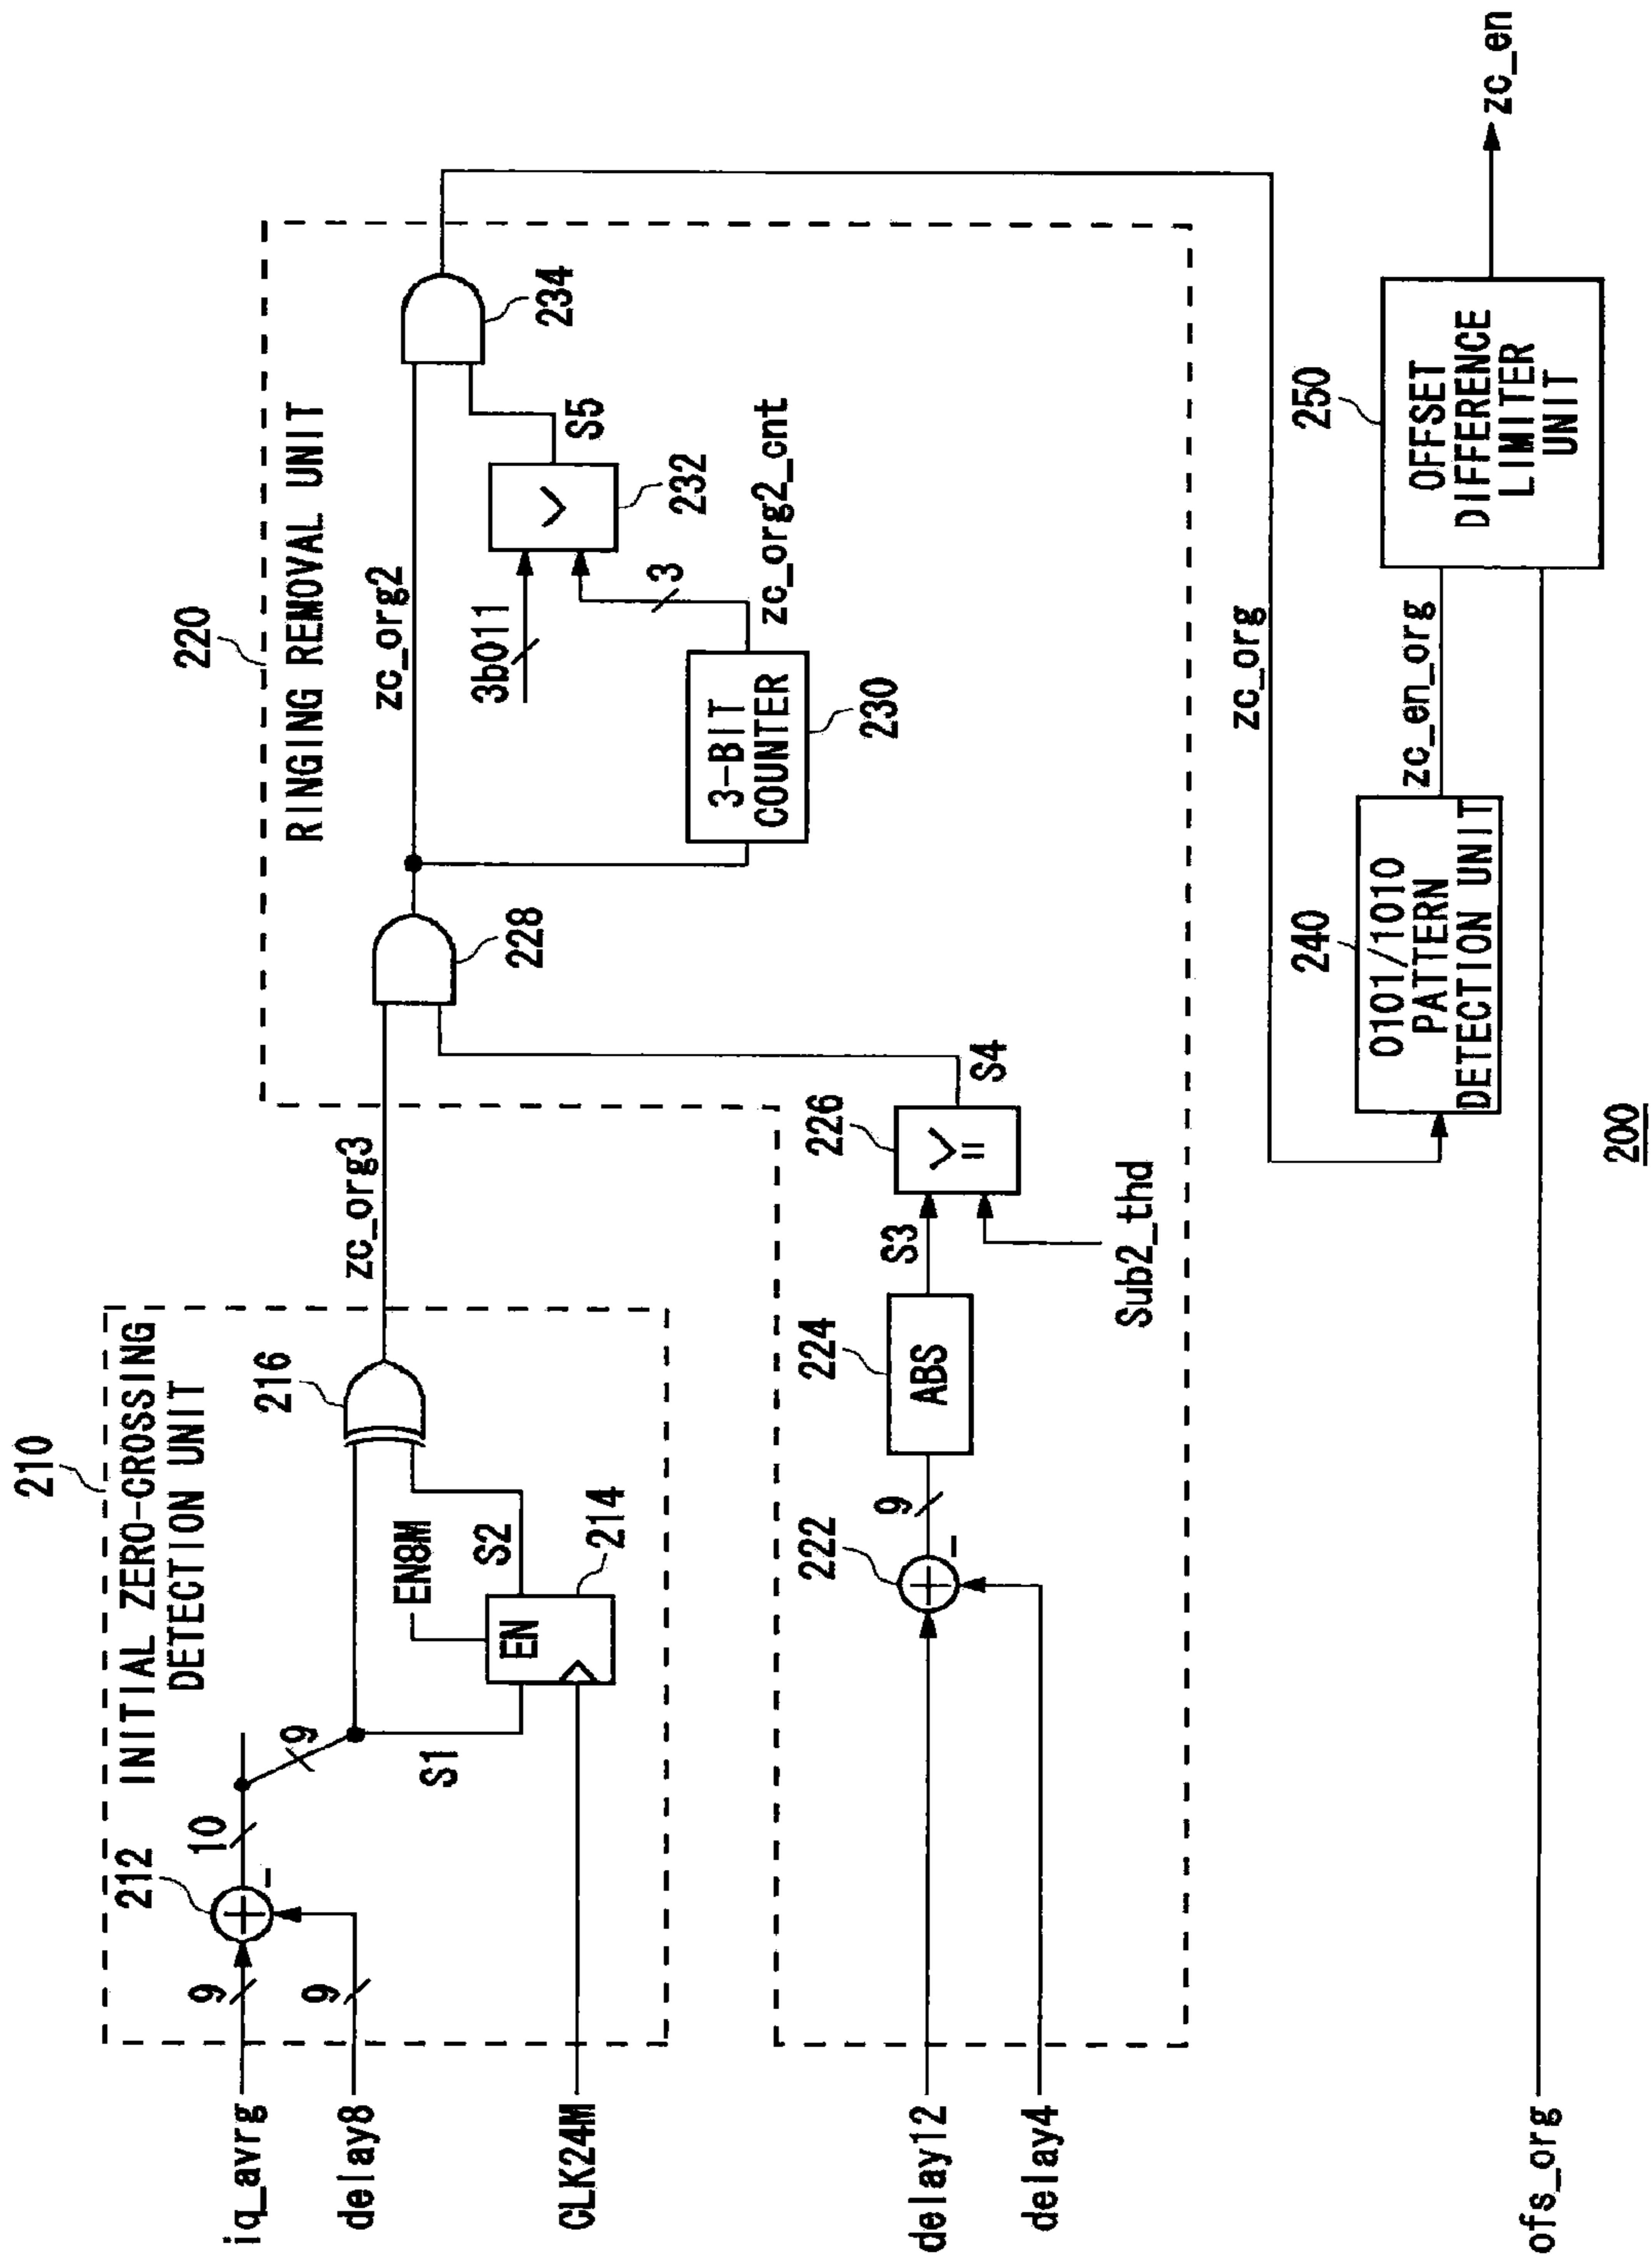 210
INITIAL ZERO-CROSSING
DETECTION UNIT
212
iq_avrg
9
10
9
delay8
9
S1
CLK24M
EN
EN8M
S2
214
216
zc_org3
220
RINGING REMOVAL UNIT
delay12
delay4
222
-
-
9
224
ABS
S3
Sub2_thd
226
S4
228
zc_org2
3-BIT
COUNTER
230
3b011
3
zc_org2_cnt
232
S5
234
zc_org
240
0101/1010
PATTERN
DETECTION UNIT
zc_en_org
250
OFFSET
DIFFERENCE
LIMITER
UNIT
zc_en
ofs_org
200